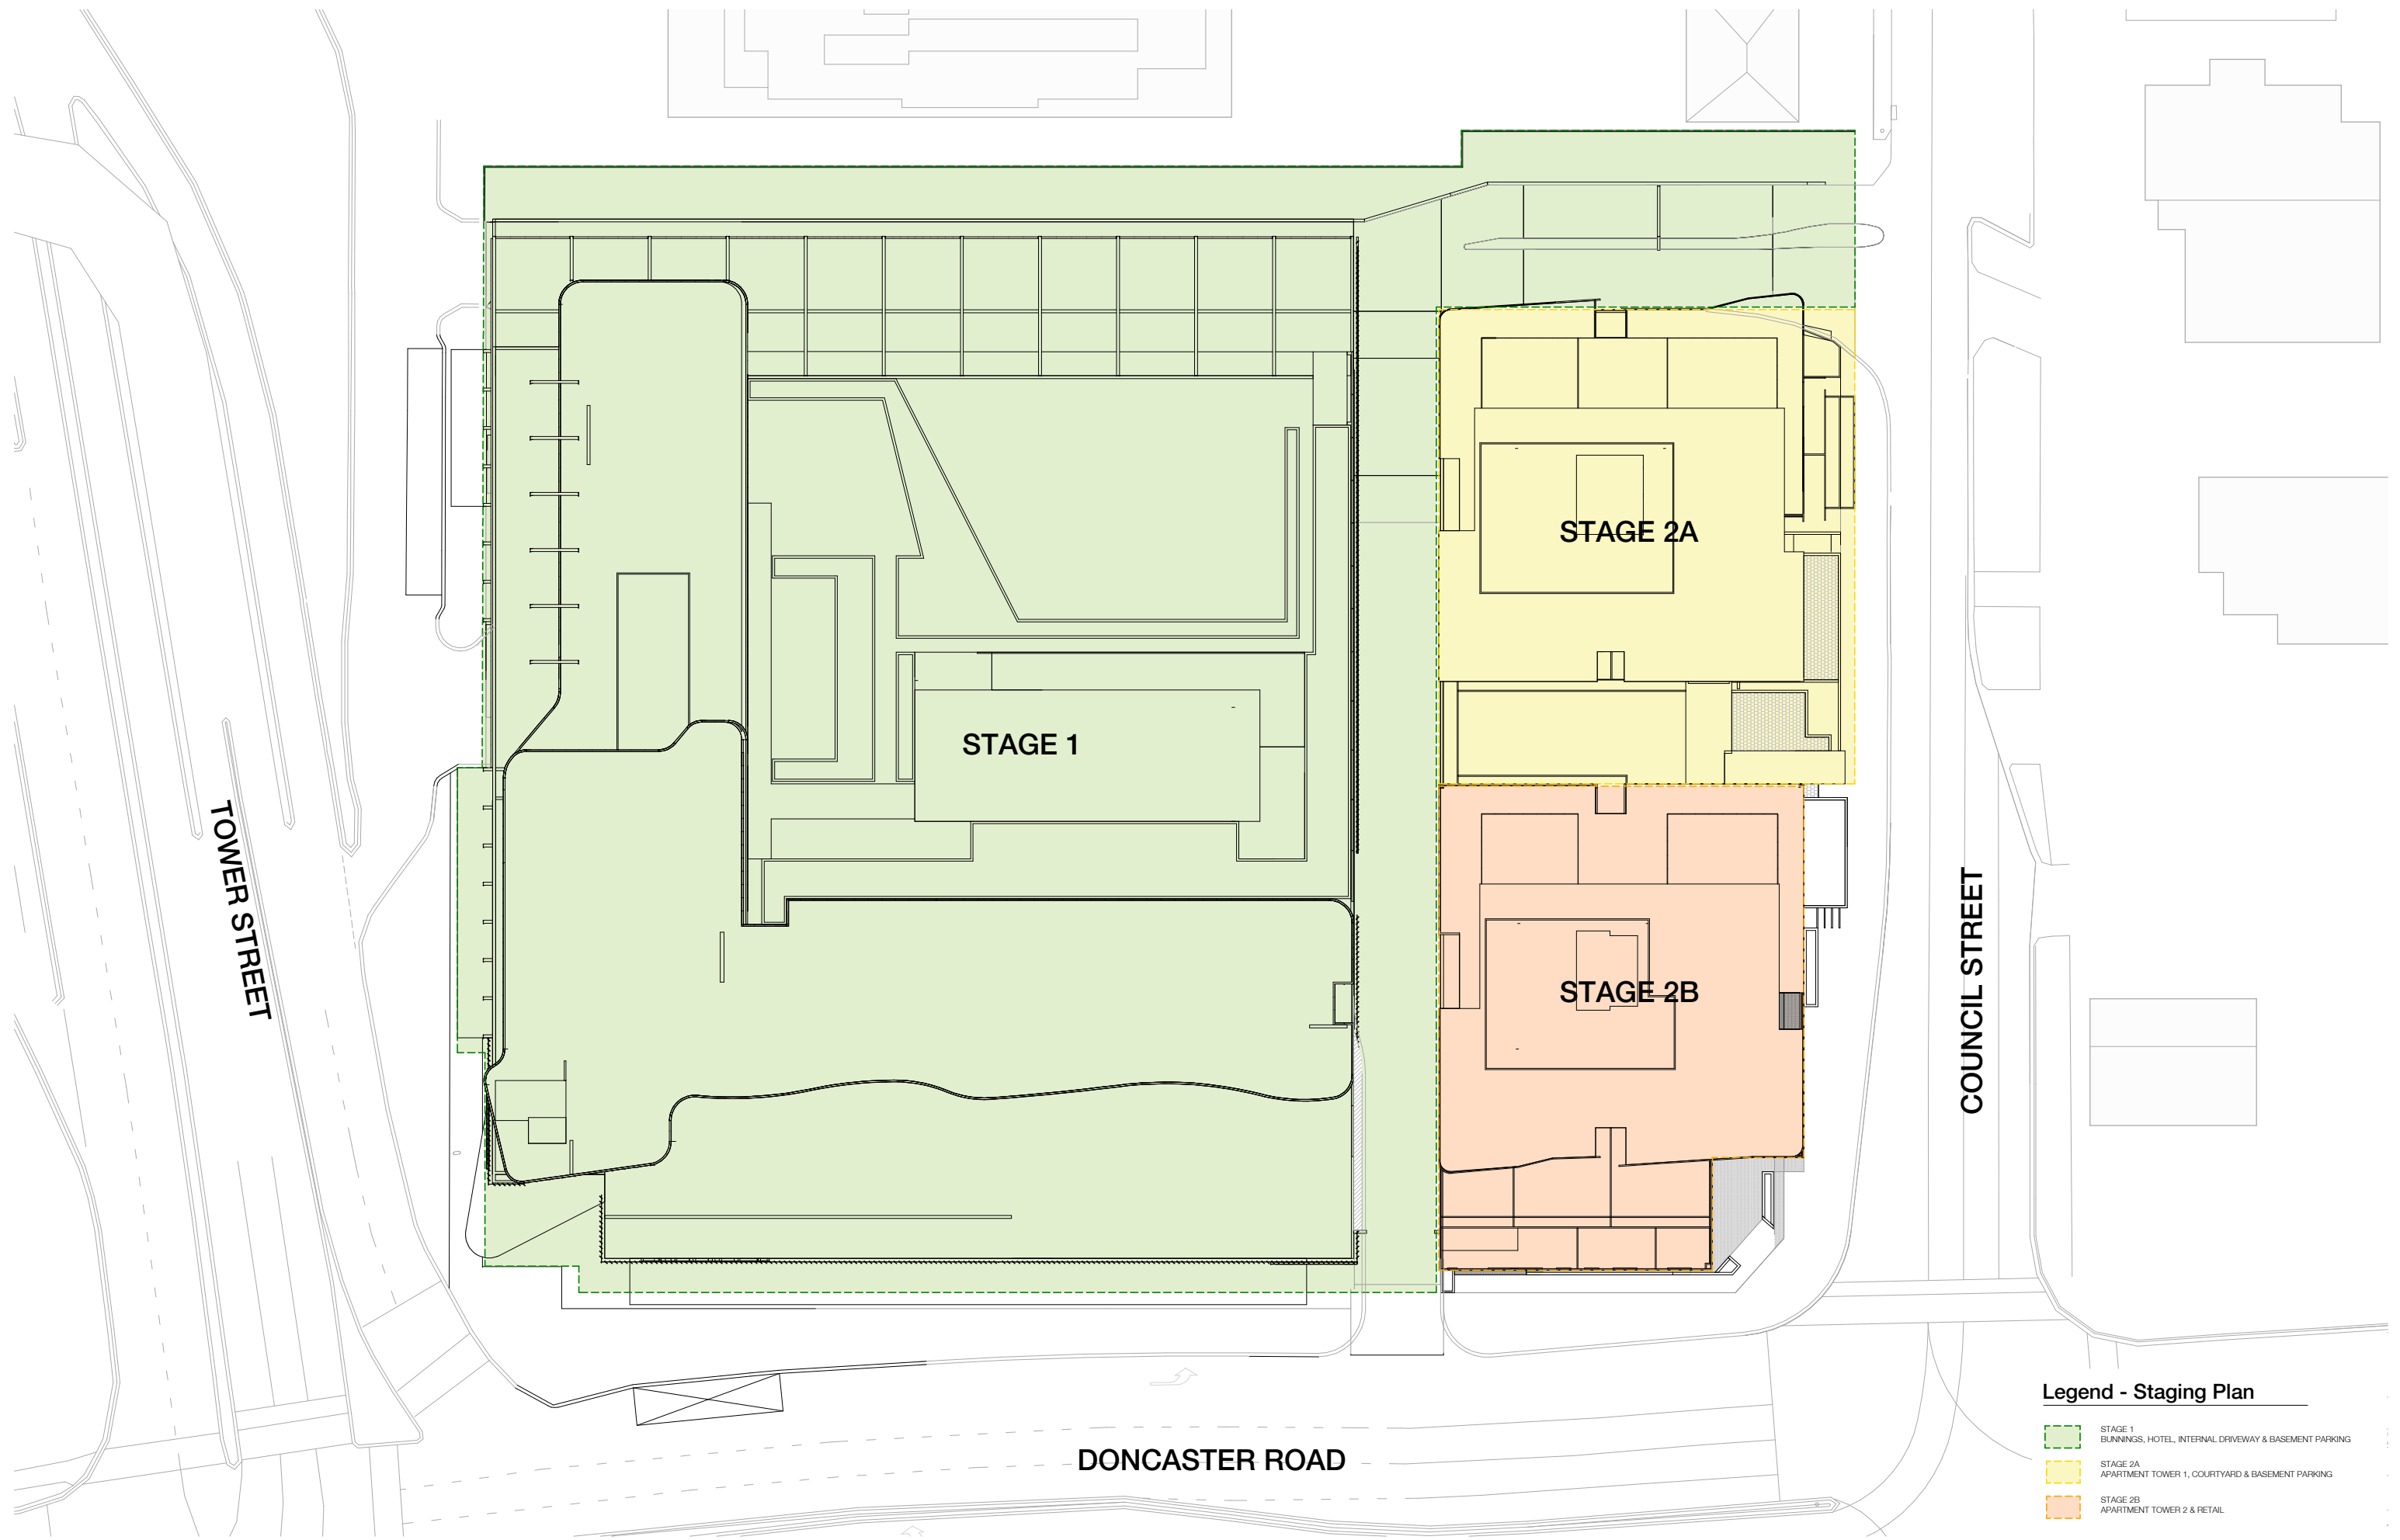 STAGE 2A
STAGE 1
TOWER STREET
STAGE 2B
COUNCIL STREET
DONCASTER ROAD
Legend - Staging Plan
STAGE 1
BUNNINGS, HOTEL, INTERNAL DRIVEWAY & BASEMENT PARKING
STAGE 2A
APARTMENT TOWER 1, COURTYARD & BASEMENT PARKING
STAGE 2B
APARTMENT TOWER 2 & RETAIL